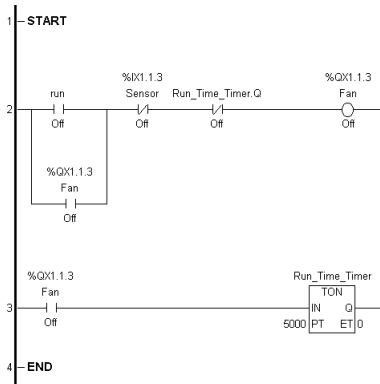 1 START
%IX1.1.3 %QX1.1.3
run Sensor Run_Time_Timer.Q Fan
2
Off Off Off Off
%QX1.1.3
Fan
Off
%QX1.1.3 Run_Time_Timer
Fan TON
3 IN Q
Off 5000 PT ET 0
4 END